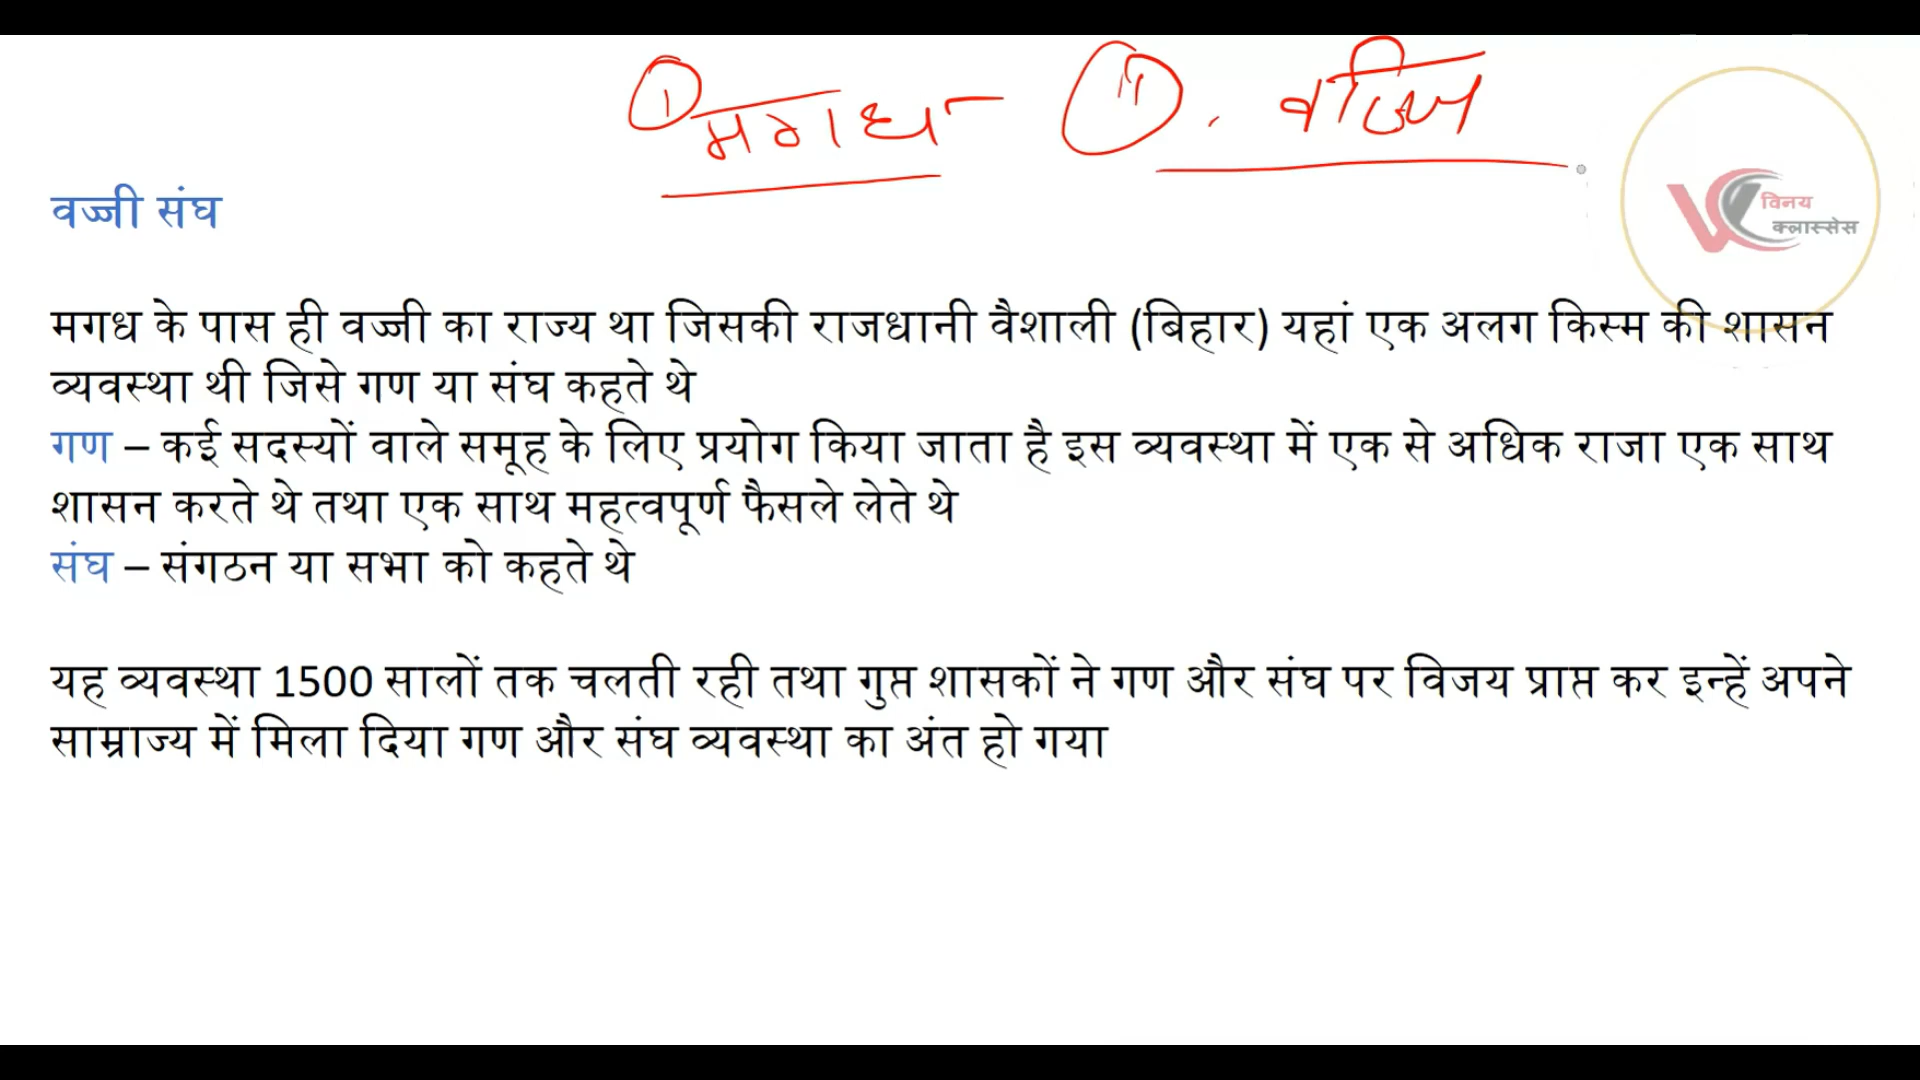 ① मगध – ⑪. वज्जि
विनय
क्लास्सेस
वज्जी संघ
मगध के पास ही वज्जी का राज्य था जिसकी राजधानी वैशाली (बिहार) यहां एक अलग किस्म की शासन
व्यवस्था थी जिसे गण या संघ कहते थे
गण – कई सदस्यों वाले समूह के लिए प्रयोग किया जाता है इस व्यवस्था में एक से अधिक राजा एक साथ
शासन करते थे तथा एक साथ महत्वपूर्ण फैसले लेते थे
संघ – संगठन या सभा को कहते थे
यह व्यवस्था 1500 सालों तक चलती रही तथा गुप्त शासकों ने गण और संघ पर विजय प्राप्त कर इन्हें अपने
साम्राज्य में मिला दिया गण और संघ व्यवस्था का अंत हो गया